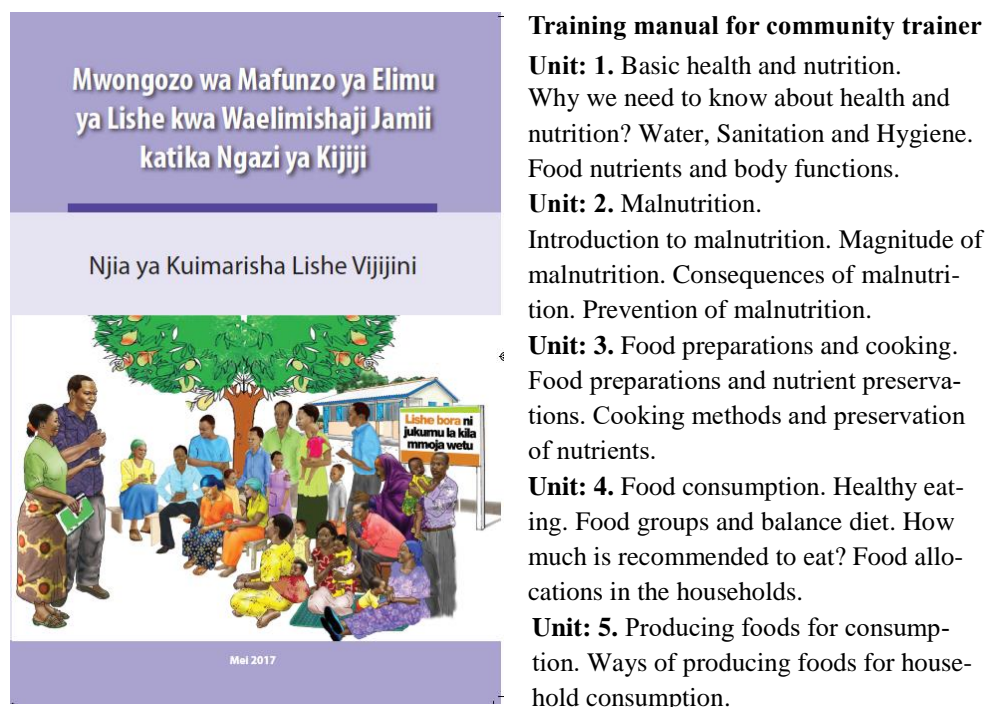 Mwongozo wa Mafunzo ya Elimu
ya Lishe kwa Waelimishaji Jamii
katika Ngazi ya Kijiji
Njia ya Kuimarisha Lishe Vijijini
Lishe bora ni
jukumu la kila
mmoja wetu
Mei 2017
Training manual for community trainer
Unit: 1. Basic health and nutrition.
Why we need to know about health and
nutrition? Water, Sanitation and Hygiene.
Food nutrients and body functions.
Unit: 2. Malnutrition.
Introduction to malnutrition. Magnitude of
malnutrition. Consequences of malnutri-
tion. Prevention of malnutrition.
Unit: 3. Food preparations and cooking.
Food preparations and nutrient preserva-
tions. Cooking methods and preservation
of nutrients.
Unit: 4. Food consumption. Healthy eat-
ing. Food groups and balance diet. How
much is recommended to eat? Food allo-
cations in the households.
Unit: 5. Producing foods for consump-
tion. Ways of producing foods for house-
hold consumption.